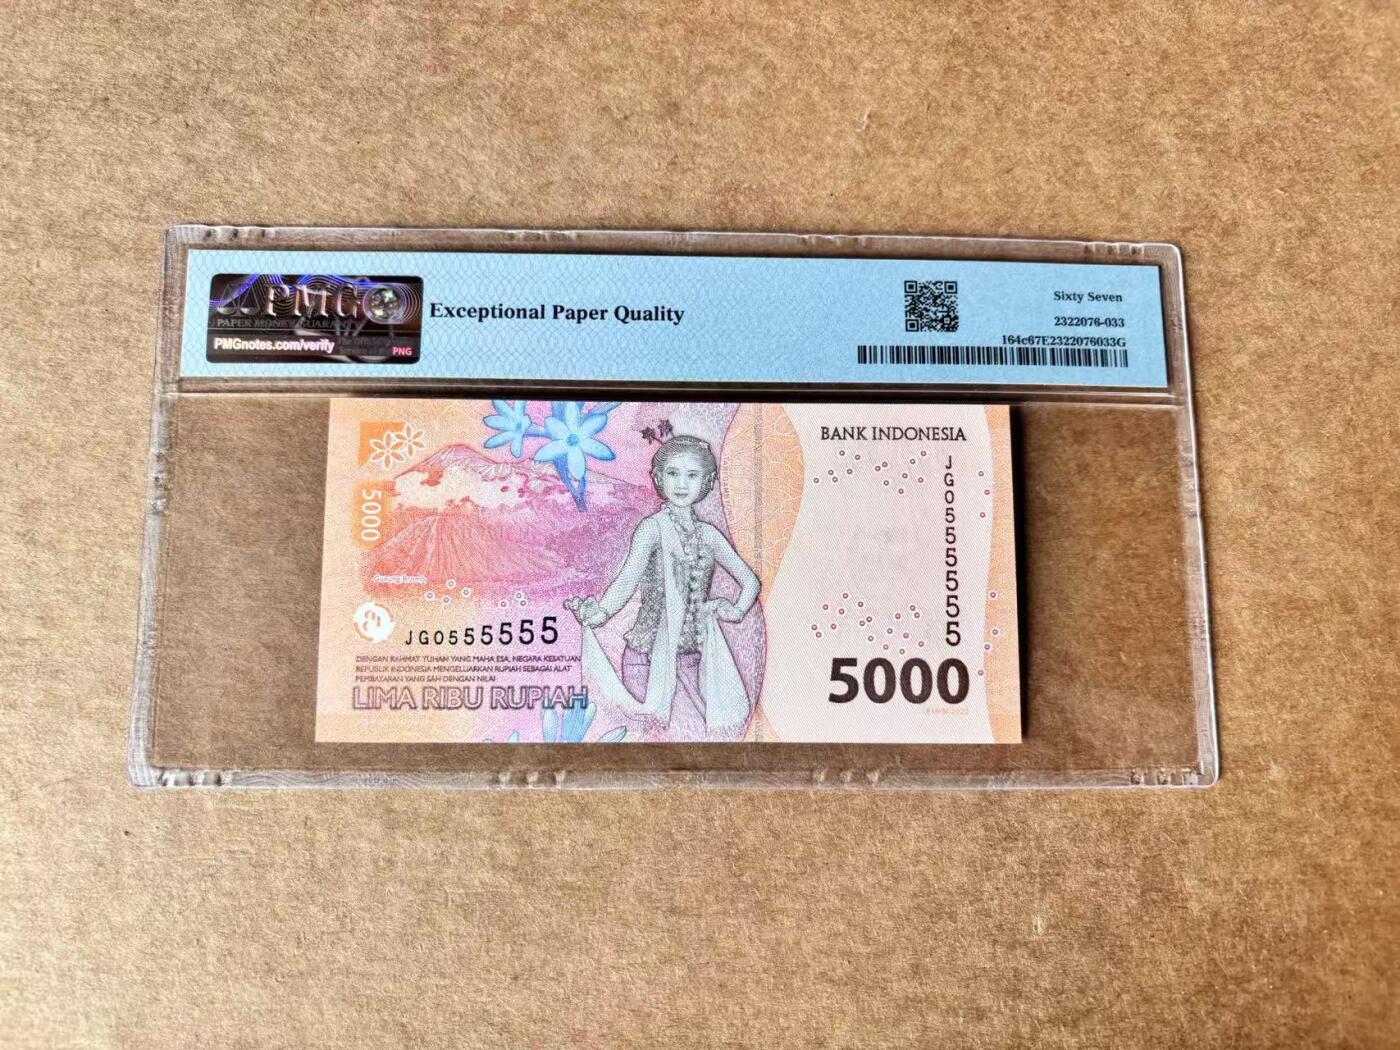 PMG
PAPER MONEY GUARANTY
PMGnotes.com/verify
PNG
Exceptional Paper Quality
Sixty Seven
2322076-033
164c67E2322076033G
BANK INDONESIA
JG0555555
5000
Gunung Bromo
JG0555555
DENGAN RAHMAT TUHAN YANG MAHA ESA, NEGARA KESATUAN
REPUBLIK INDONESIA MENGELUARKAN RUPIAH SEBAGAI ALAT
PEMBAYARAN YANG SAH DENGAN NILAI
LIMA RIBU RUPIAH
5000